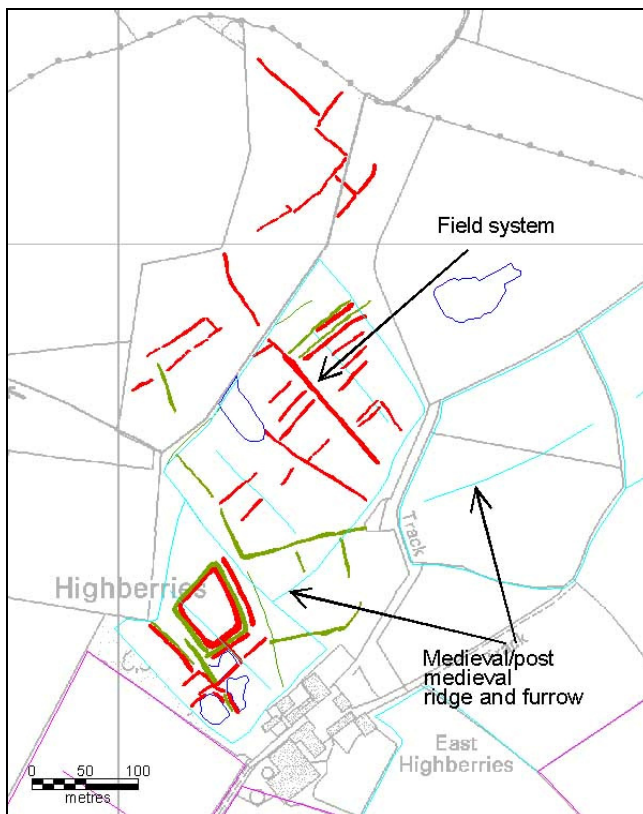 Field system
Track
Highberries
Track
Medieval/post
medieval
ridge and furrow
East
Highberries
0 50 100
metres